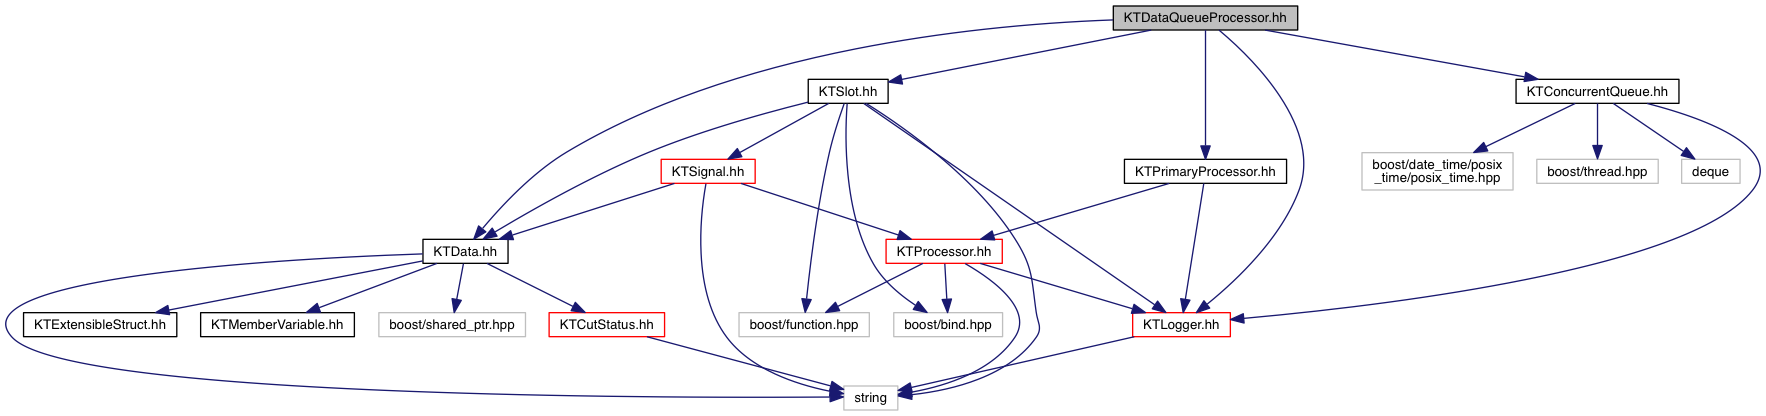 KTDataQueueProcessor.hh
KTSlot.hh
KTConcurrentQueue.hh
KTSignal.hh
KTPrimaryProcessor.hh
boost/date_time/posix
_time/posix_time.hpp
boost/thread.hpp
deque
KTData.hh
KTProcessor.hh
KTExtensibleStruct.hh
KTMemberVariable.hh
boost/shared_ptr.hpp
KTCutStatus.hh
boost/function.hpp
boost/bind.hpp
KTLogger.hh
string